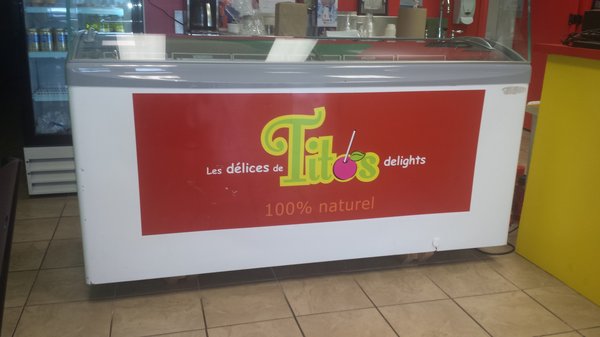 Les délices de Titos delights
100% naturel